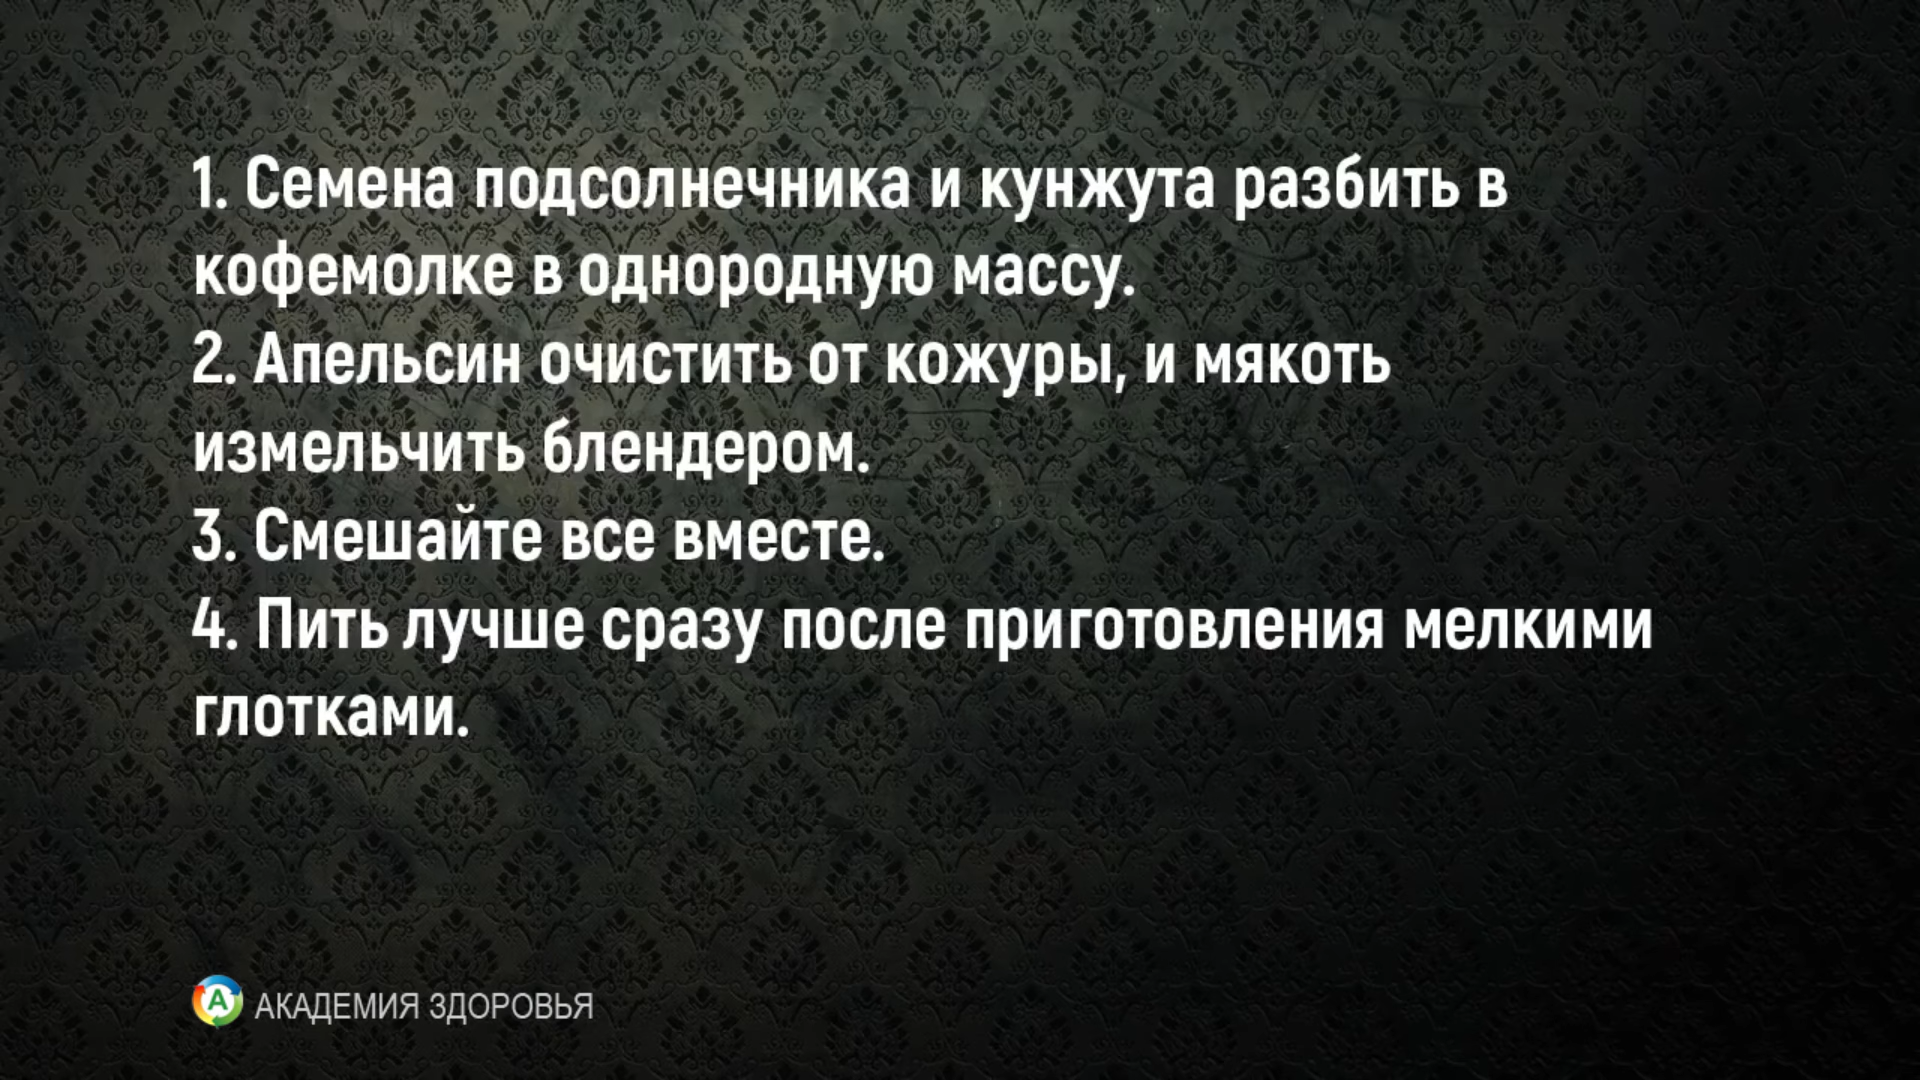 1. Семена подсолнечника и кунжута разбить в
кофемолке в однородную массу.
2. Апельсин очистить от кожуры, и мякоть
измельчить блендером.
3. Смешайте все вместе.
4. Пить лучше сразу после приготовления мелкими
глотками.
А АКАДЕМИЯ ЗДОРОВЬЯ